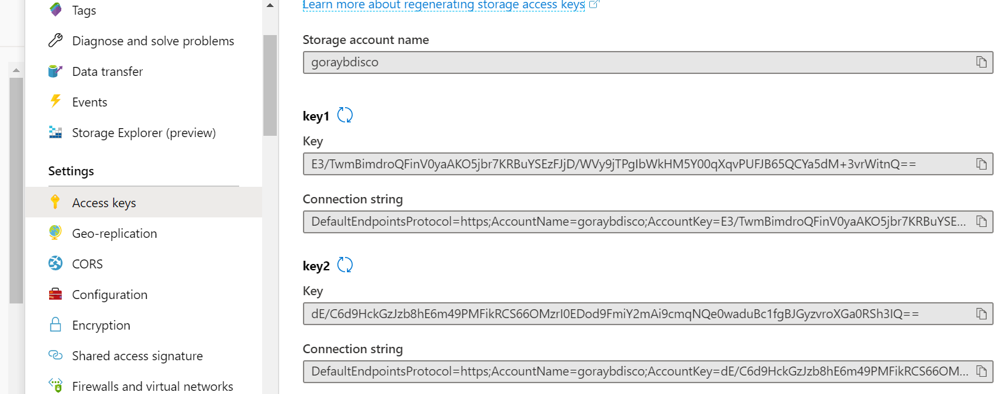 Tags
Diagnose and solve problems
Data transfer
Events
Storage Explorer (preview)
Settings
Access keys
Geo-replication
CORS
Configuration
Encryption
Shared access signature
Firewalls and virtual networks
Learn more about regenerating storage access keys
Storage account name
goraybdisco
key1
Key
E3/TwmBimdroQFinV0yaAKO5jbr7KRBuYSEzFJjD/WVy9jTPgIbWkHM5Y00qXqvPUFJB65QCYa5dM+3vrWitnQ==
Connection string
DefaultEndpointsProtocol=https;AccountName=goraybdisco;AccountKey=E3/TwmBimdroQFinV0yaAKO5jbr7KRBuYSE...
key2
Key
dE/C6d9HckGzJzb8hE6m49PMFikRCS66OMzrI0EDod9FmiY2mAi9cmqNQe0waduBc1fgBJGyzvroXGa0RSh3IQ==
Connection string
DefaultEndpointsProtocol=https;AccountName=goraybdisco;AccountKey=dE/C6d9HckGzJzb8hE6m49PMFikRCS66OM...